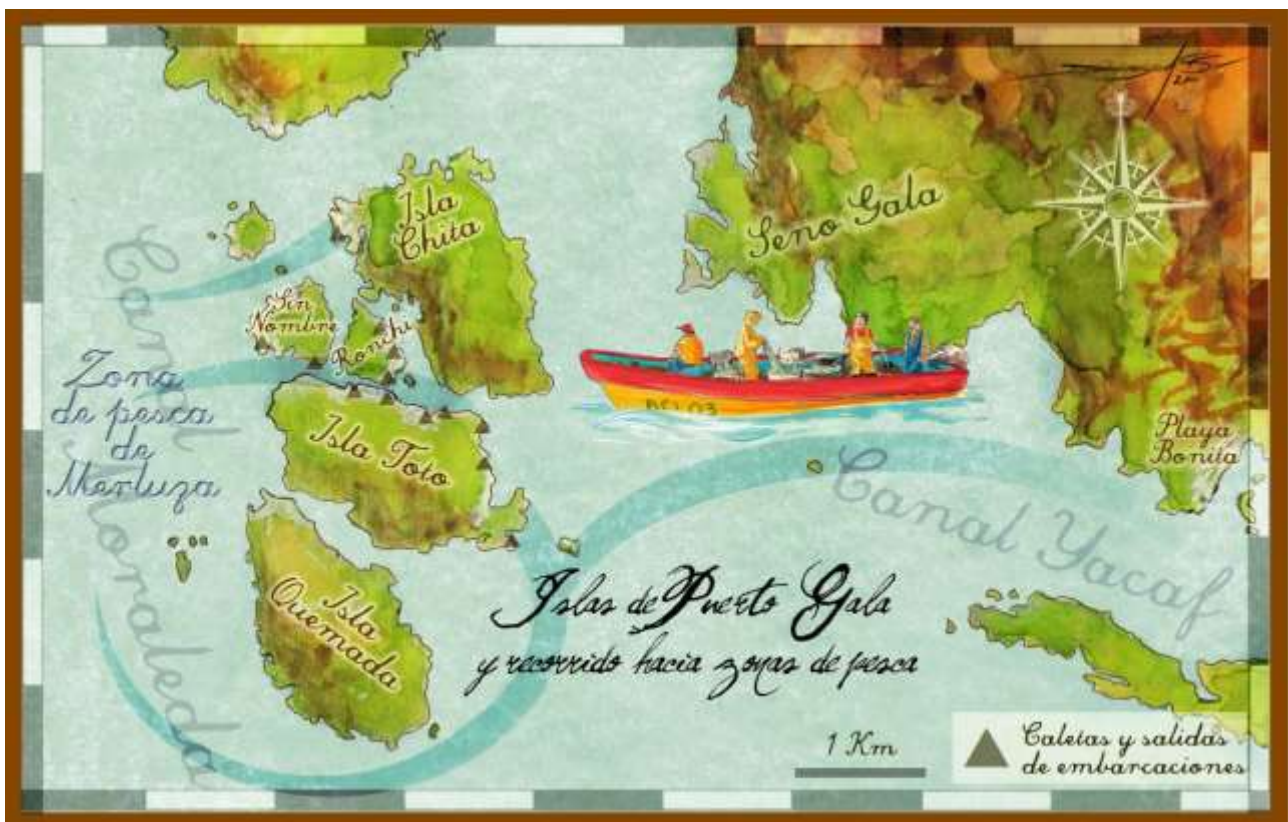 Isla
Chita
Seno Gala
Sin
Nombre
Ronchi
Canal Moraleda
Zona
de pesca
de
Merluza
Isla Toto
Playa
Bonita
Canal Yacaf
Isla
Quemada
Islas de Puerto Gala
y recorrido hacia zonas de pesca
1 Km
Caletas y salidas
de embarcaciones